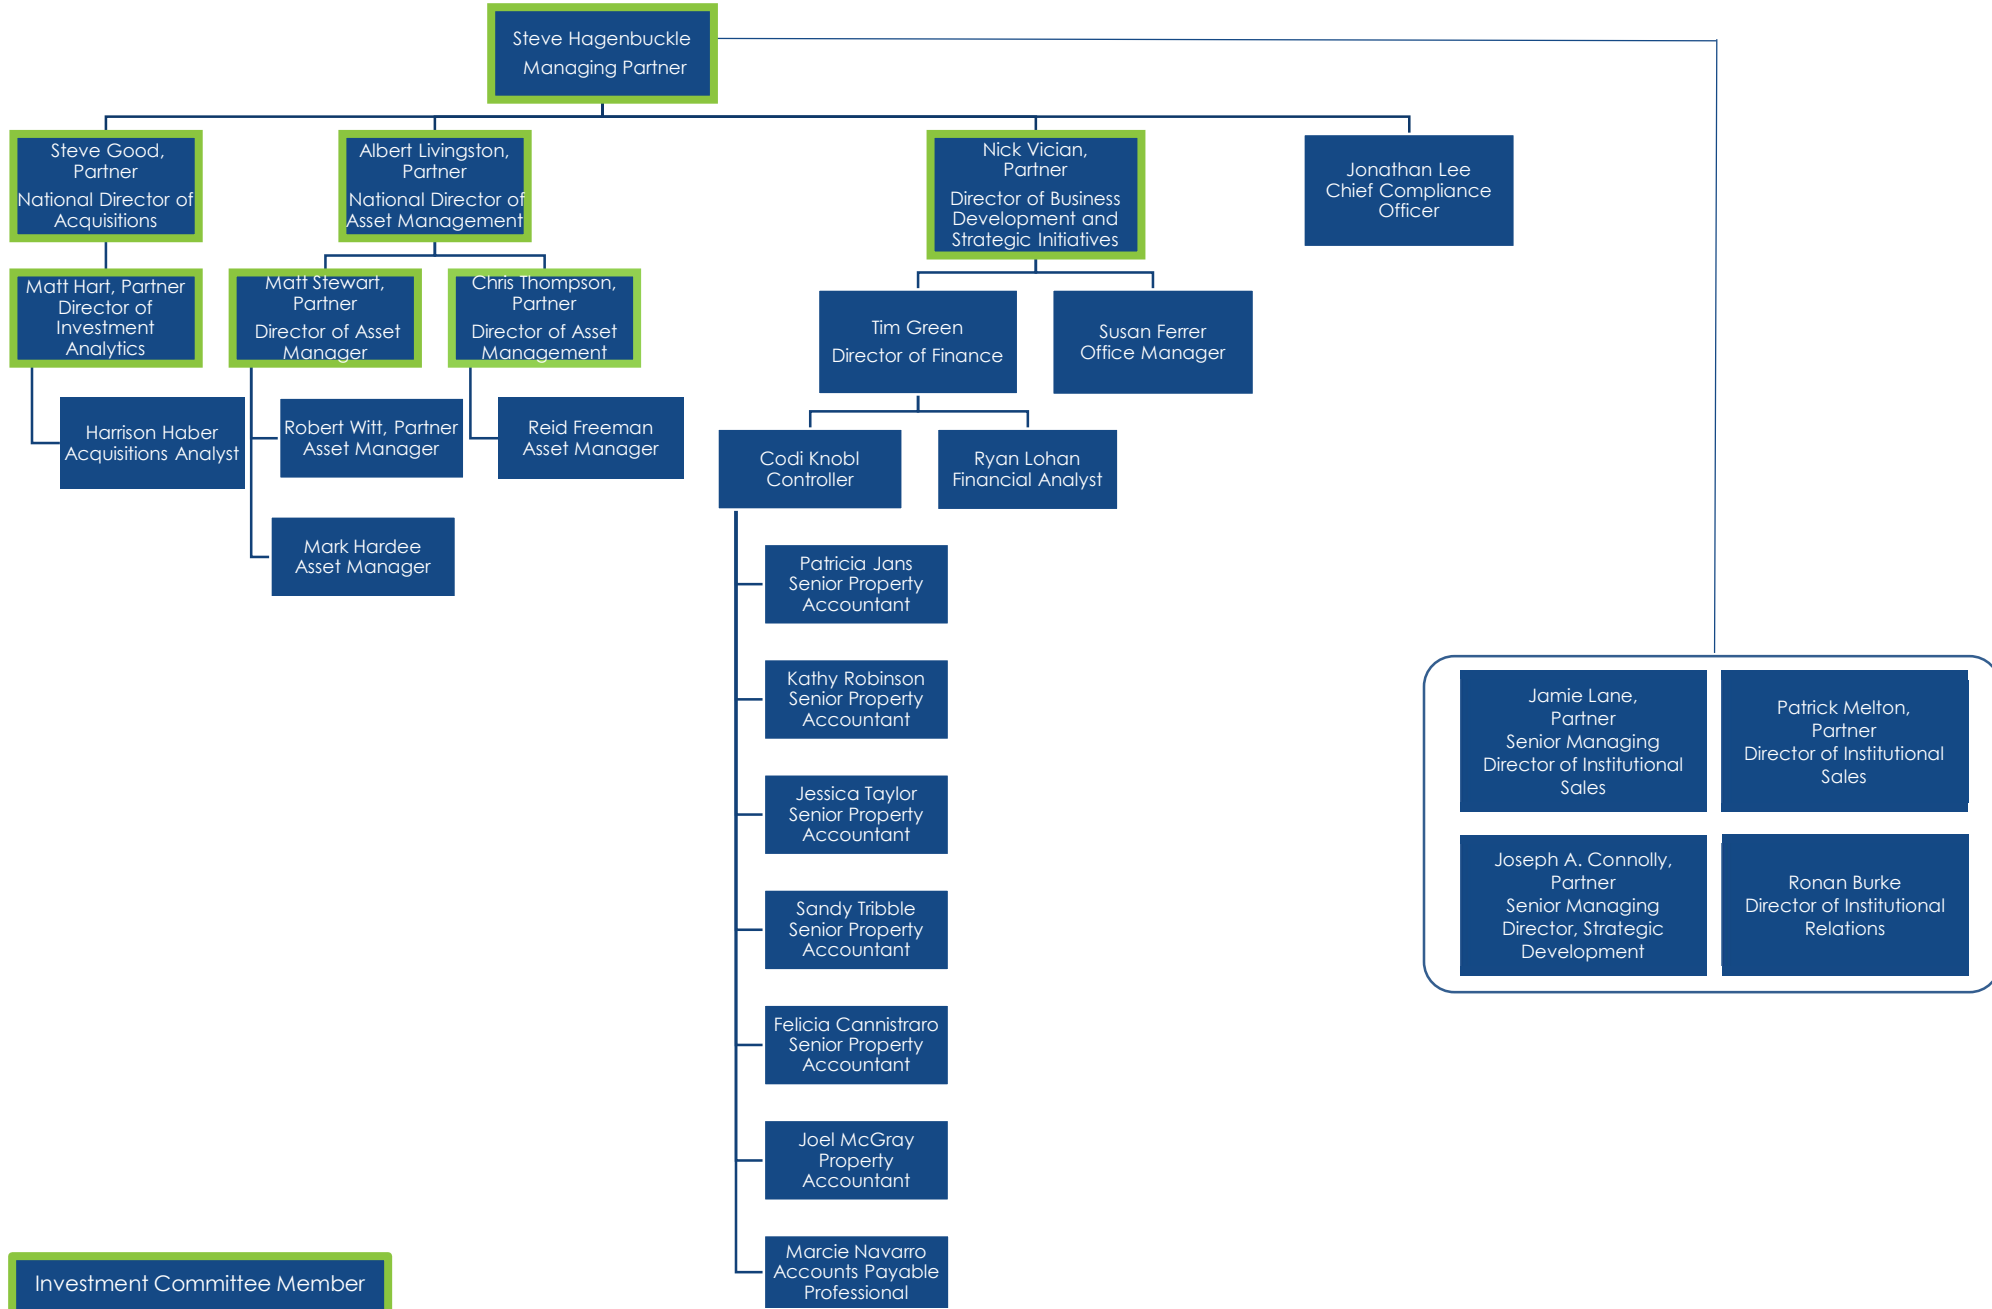 Steve Hagenbuckle
Managing Partner
Steve Good,
Partner
National Director of
Acquisitions
Albert Livingston,
Partner
National Director of
Asset Management
Nick Vician,
Partner
Director of Business
Development and
Strategic Initiatives
Jonathan Lee
Chief Compliance
Officer
Matt Hart, Partner
Director of
Investment
Analytics
Matt Stewart,
Partner
Director of Asset
Manager
Chris Thompson,
Partner
Director of Asset
Management
Tim Green
Director of Finance
Susan Ferrer
Office Manager
Harrison Haber
Acquisitions Analyst
Robert Witt, Partner
Asset Manager
Reid Freeman
Asset Manager
Codi Knobl
Controller
Ryan Lohan
Financial Analyst
Mark Hardee
Asset Manager
Patricia Jans
Senior Property
Accountant
Kathy Robinson
Senior Property
Accountant
Jessica Taylor
Senior Property
Accountant
Sandy Tribble
Senior Property
Accountant
Felicia Cannistraro
Senior Property
Accountant
Joel McGray
Property
Accountant
Marcie Navarro
Accounts Payable
Professional
Jamie Lane,
Partner
Senior Managing
Director of Institutional
Sales
Patrick Melton,
Partner
Director of Institutional
Sales
Joseph A. Connolly,
Partner
Senior Managing
Director, Strategic
Development
Ronan Burke
Director of Institutional
Relations
Investment Committee Member